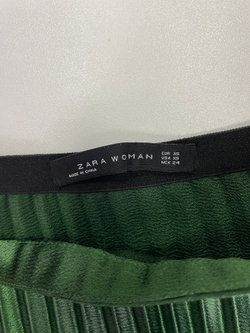 ZARA WOMAN
MADE IN CHINA
EUR XS
USA XS
MEX 24